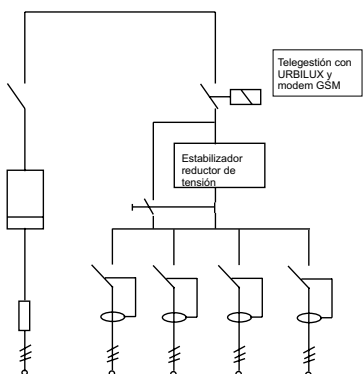 Telegestión con
URBILUX y
modem GSM
Estabilizador
reductor de
tensión